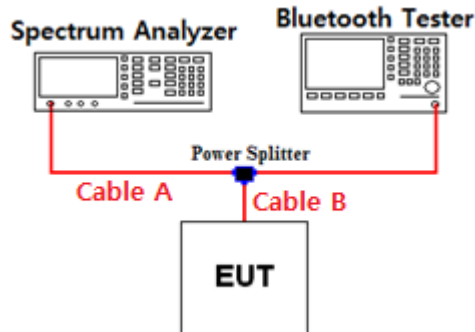 Spectrum Analyzer
Bluetooth Tester
Power Splitter
Cable A
Cable B
EUT